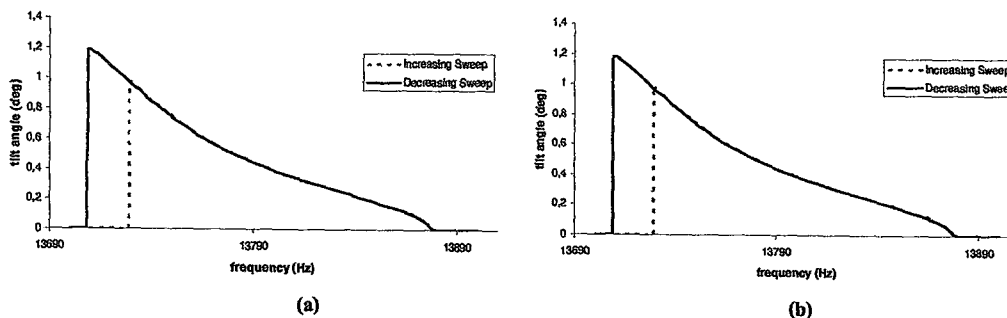 1,4
1,2
1
0,8
0,6
0,4
0,2
0
tilt angle (deg)
Increasing Sweep
Decreasing Sweep
13690
13790
13890
frequency (Hz)
(a)
1,4
1,2
1
0,8
0,6
0,4
0,2
0
tilt angle (deg)
Increasing Sweep
Decreasing Swee
13690
13790
13890
frequency (Hz)
(b)